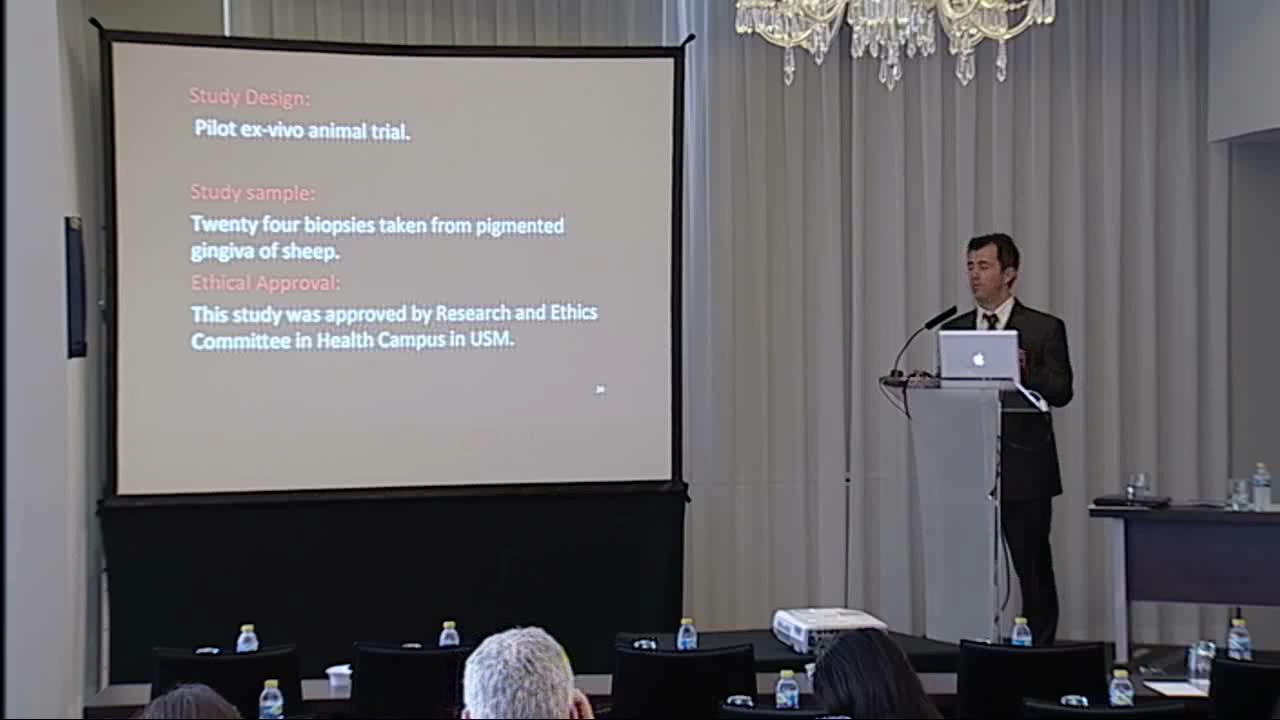 Study Design:
Pilot ex-vivo animal trial.
Study sample:
Twenty four biopsies taken from pigmented
gingiva of sheep.
Ethical Approval:
This study was approved by Research and Ethics
Committee in Health Campus in USM.